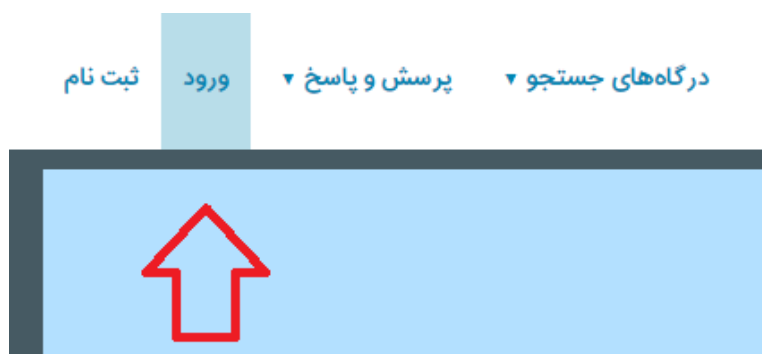 درگاه‌های جستجو ▼ پرسش و پاسخ ▼ ورود ثبت نام